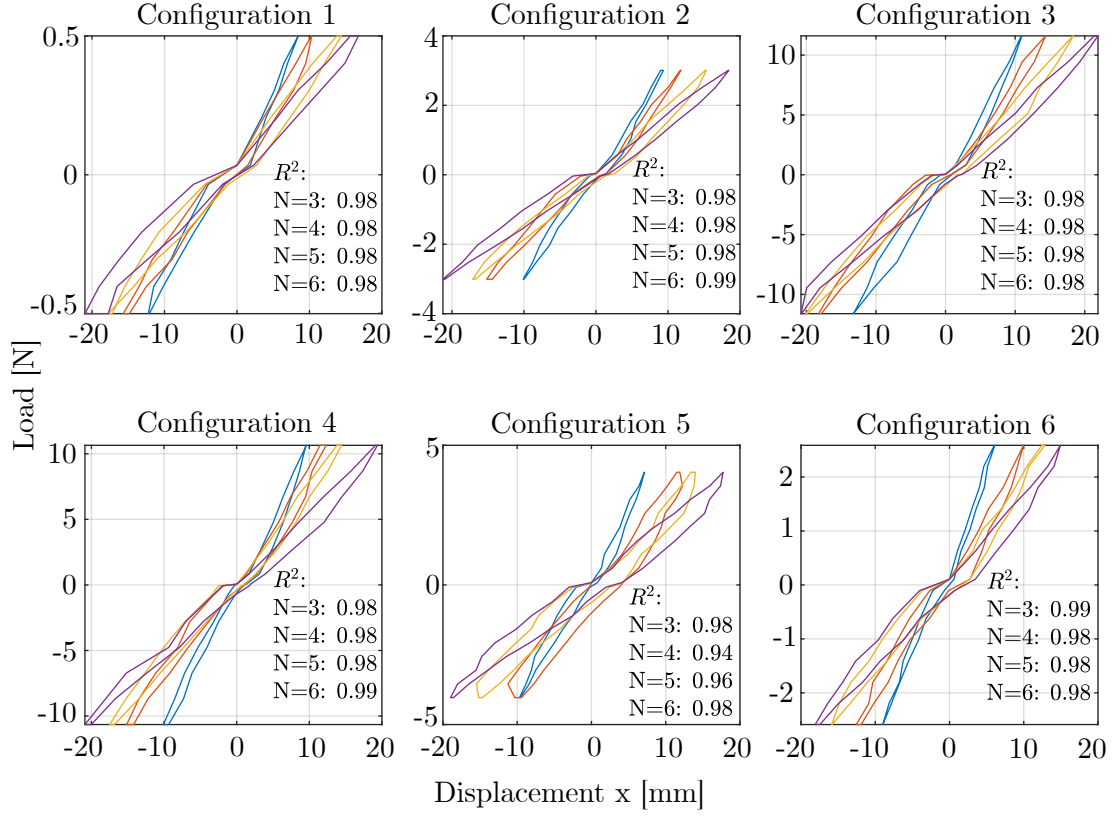 Configuration 1
0.5
0
-0.5
-20
-10
0
10
20
R²:
N=3: 0.98
N=4: 0.98
N=5: 0.98
N=6: 0.98
Configuration 2
4
2
0
-2
-4
-20
-10
0
10
20
R²:
N=3: 0.98
N=4: 0.98
N=5: 0.98
N=6: 0.99
Configuration 3
10
5
0
-5
-10
-20
-10
0
10
20
R²:
N=3: 0.98
N=4: 0.98
N=5: 0.98
N=6: 0.98
Load [N]
Configuration 4
10
5
0
-5
-10
-20
-10
0
10
20
R²:
N=3: 0.98
N=4: 0.98
N=5: 0.98
N=6: 0.99
Configuration 5
5
0
-5
-20
-10
0
10
20
R²:
N=3: 0.98
N=4: 0.94
N=5: 0.96
N=6: 0.98
Configuration 6
2
1
0
-1
-2
-20
-10
0
10
20
R²:
N=3: 0.99
N=4: 0.98
N=5: 0.98
N=6: 0.98
Displacement x [mm]